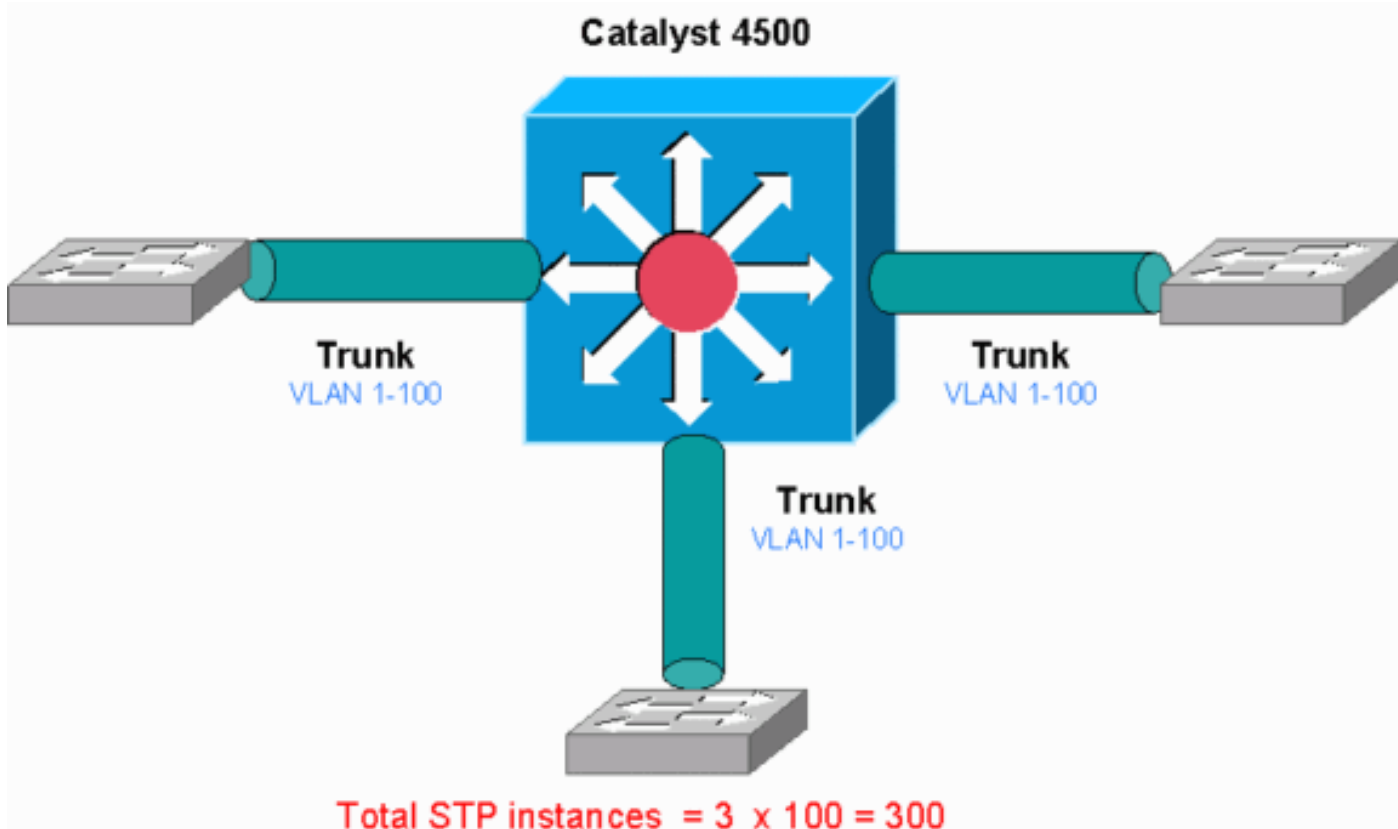 Catalyst 4500
Trunk
VLAN 1-100
Trunk
VLAN 1-100
Trunk
VLAN 1-100
Total STP instances = 3 x 100 = 300